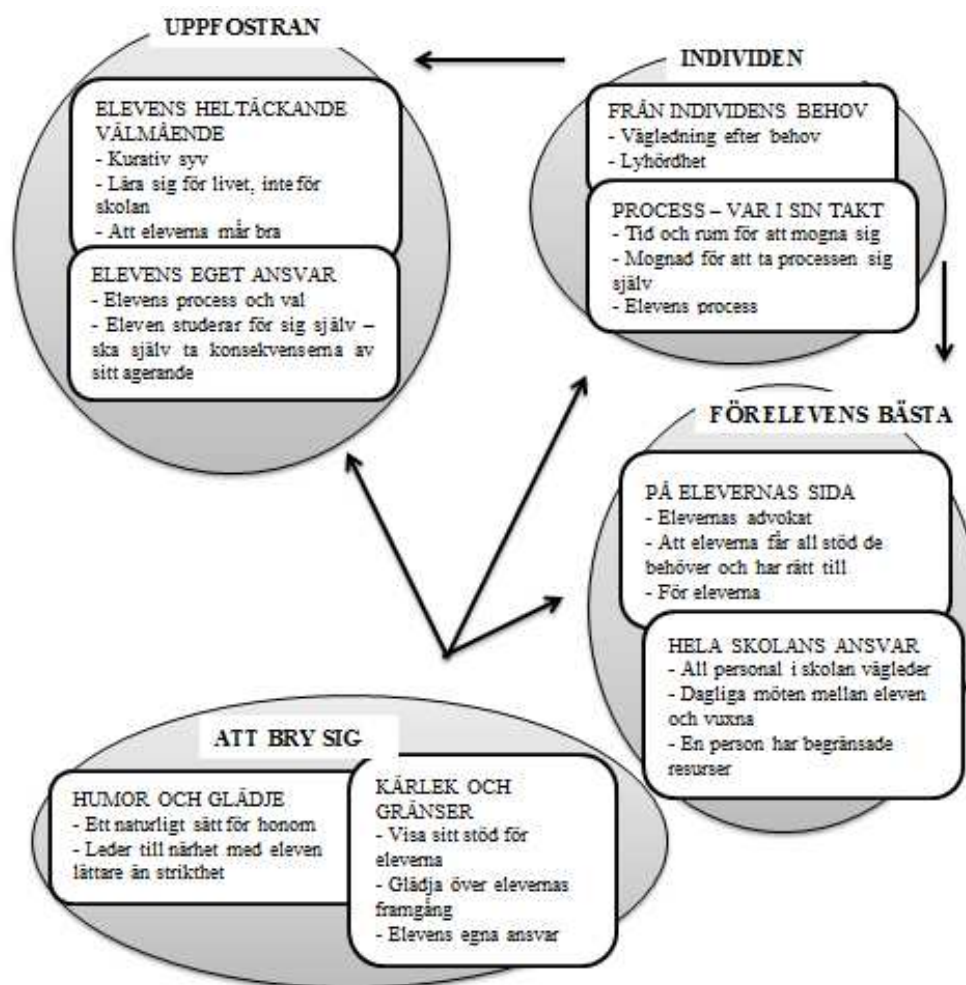 UPPFOSTRAN
ELEVENS HELTÄCKANDE
VÄLMÅENDE
- Kurativ syv
- Lära sig för livet, inte för
skolan
- Att eleverna mår bra
ELEVENS EGET ANSVAR
- Elevens process och val
- Eleven studerar för sig själv –
ska själv ta konsekvenserna av
sitt agerande
INDIVIDEN
FRÅN INDIVIDENS BEHOV
- Vägledning efter behov
- Lyhördhet
PROCESS – VAR I SIN TAKT
- Tid och rum för att mogna sig
- Mognad för att ta processen sig
själv
- Elevens process
FÖR ELEVENS BÄSTA
PÅ ELEVERNAS SIDA
- Elevernas advokat
- Att eleverna får all stöd de
behöver och har rätt till
- För eleverna
HELA SKOLANS ANSVAR
- All personal i skolan vägleder
- Dagliga möten mellan eleven
och vuxna
- En person har begränsade
resurser
ATT BRY SIG
HUMOR OCH GLÄDJE
- Ett naturligt sätt för honom
- Leder till närhet med eleven
lättare än strikthet
KÄRLEK OCH
GRÄNSER
- Visa sitt stöd för
eleverna
- Glädja över elevernas
framgång
- Elevens egna ansvar